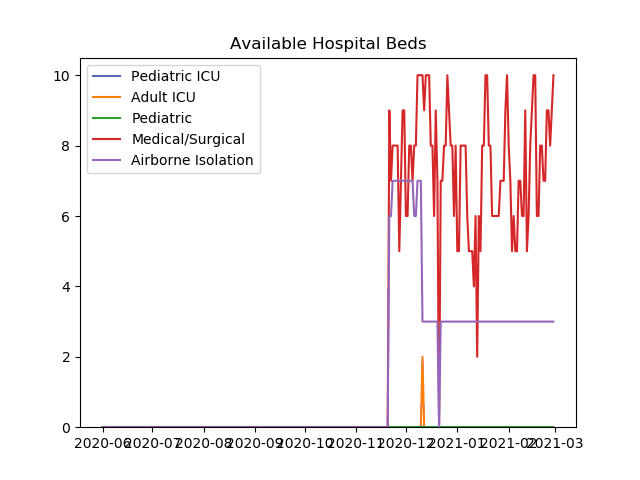 Available Hospital Beds
Pediatric ICU
Adult ICU
Pediatric
Medical/Surgical
Airborne Isolation
10
8
6
4
2
0
2020-06 2020-07 2020-08 2020-09 2020-10 2020-11 2020-12 2021-01 2021-02 2021-03